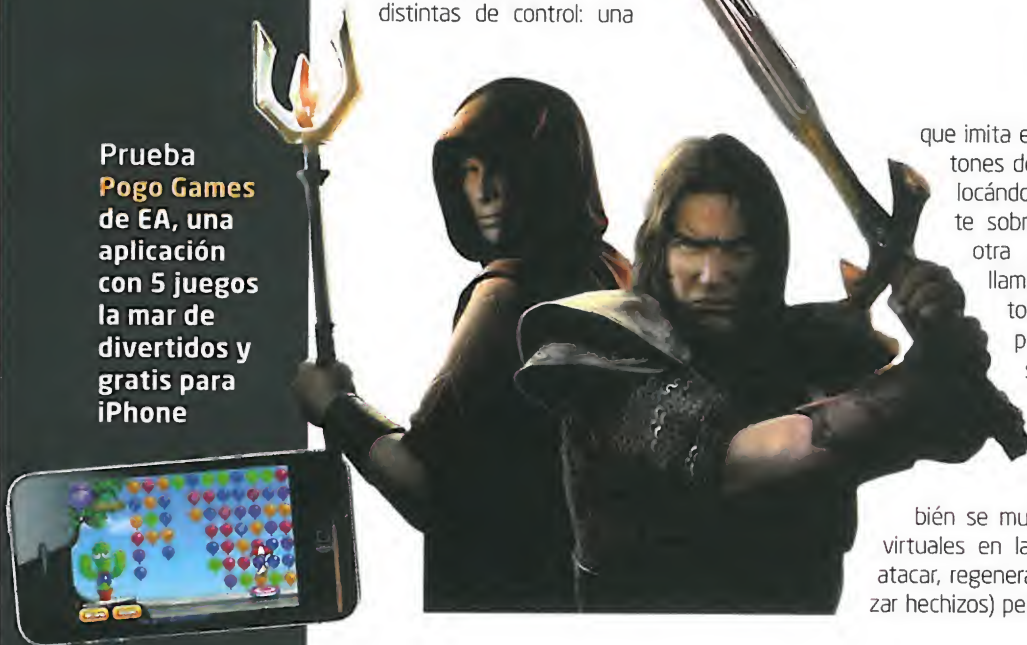 distintas de control: una
Prueba
Pogo Games
de EA, una
aplicación
con 5 juegos
la mar de
divertidos y
gratis para
iPhone
que imita e
tones de
locándo
te sobr
otra
llam
to
p
s
bién se mu
virtuales en la
atacar, regenera
zar hechizos) pe